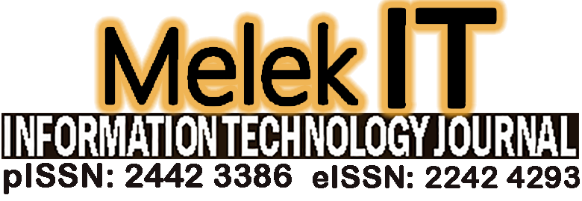 Melek IT
INFORMATION TECHNOLOGY JOURNAL
pISSN: 2442 3386 eISSN: 2242 4293